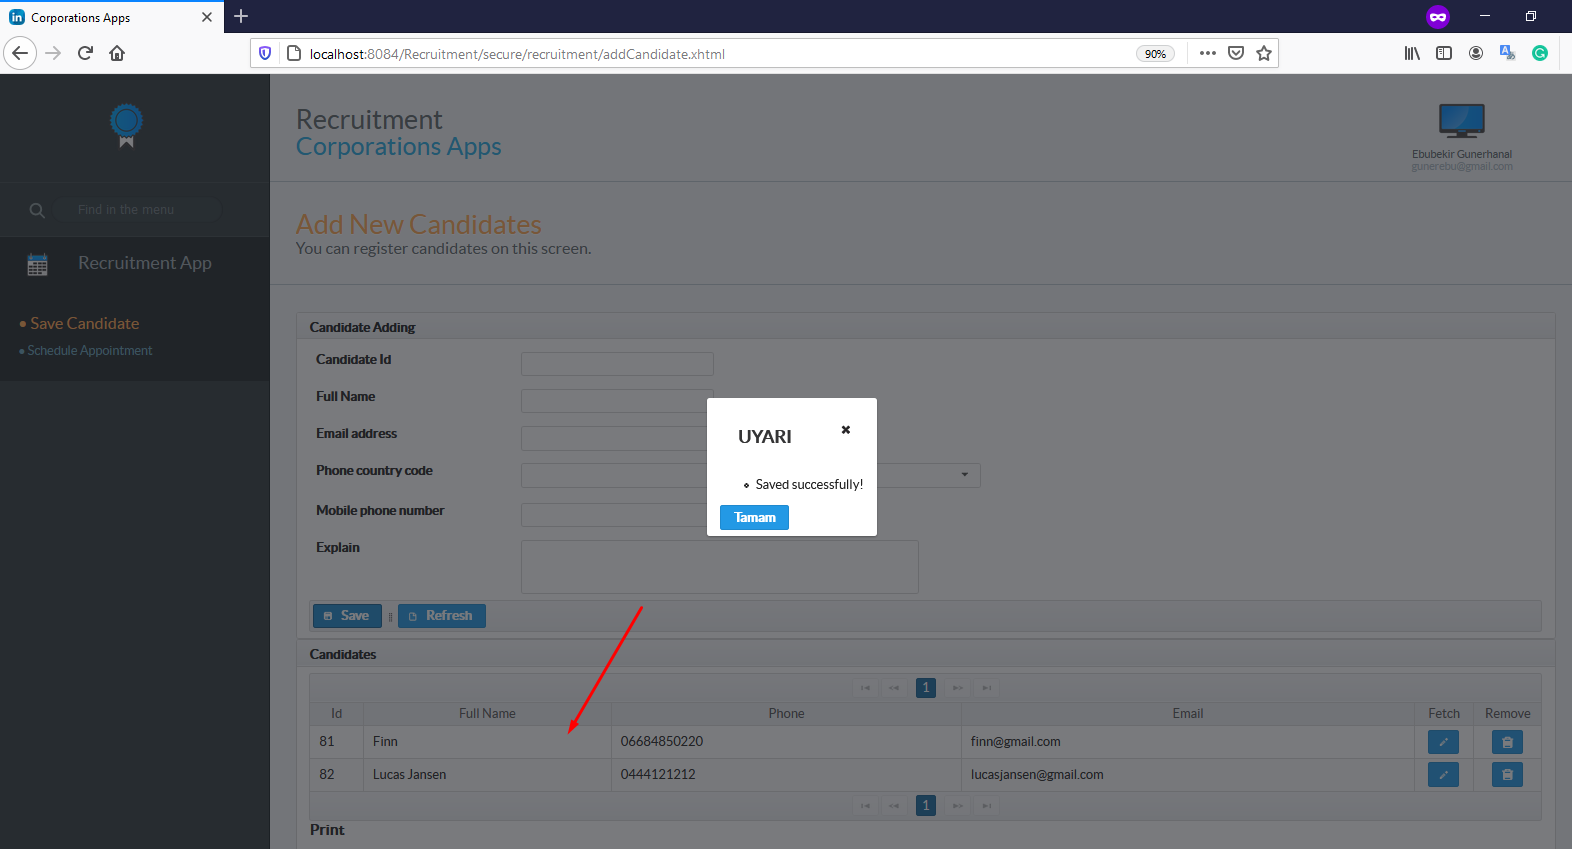 Corporations Apps
localhost:8084/Recruitment/secure/recruitment/addCandidate.xhtml
90%
Recruitment
Corporations Apps
Ebubekir Gunerhanal
gunerebu@gmail.com
Find in the menu
Add New Candidates
You can register candidates on this screen.
Recruitment App
• Save Candidate
• Schedule Appointment
Candidate Adding
Candidate Id
Full Name
Email address
Phone country code
Mobile phone number
Explain
UYARI
Saved successfully!
Tamam
Save
Refresh
Candidates
1
Id Full Name Phone Email Fetch Remove
81 Finn 06684850220 finn@gmail.com
82 Lucas Jansen 0444121212 lucasjansen@gmail.com
1
Print